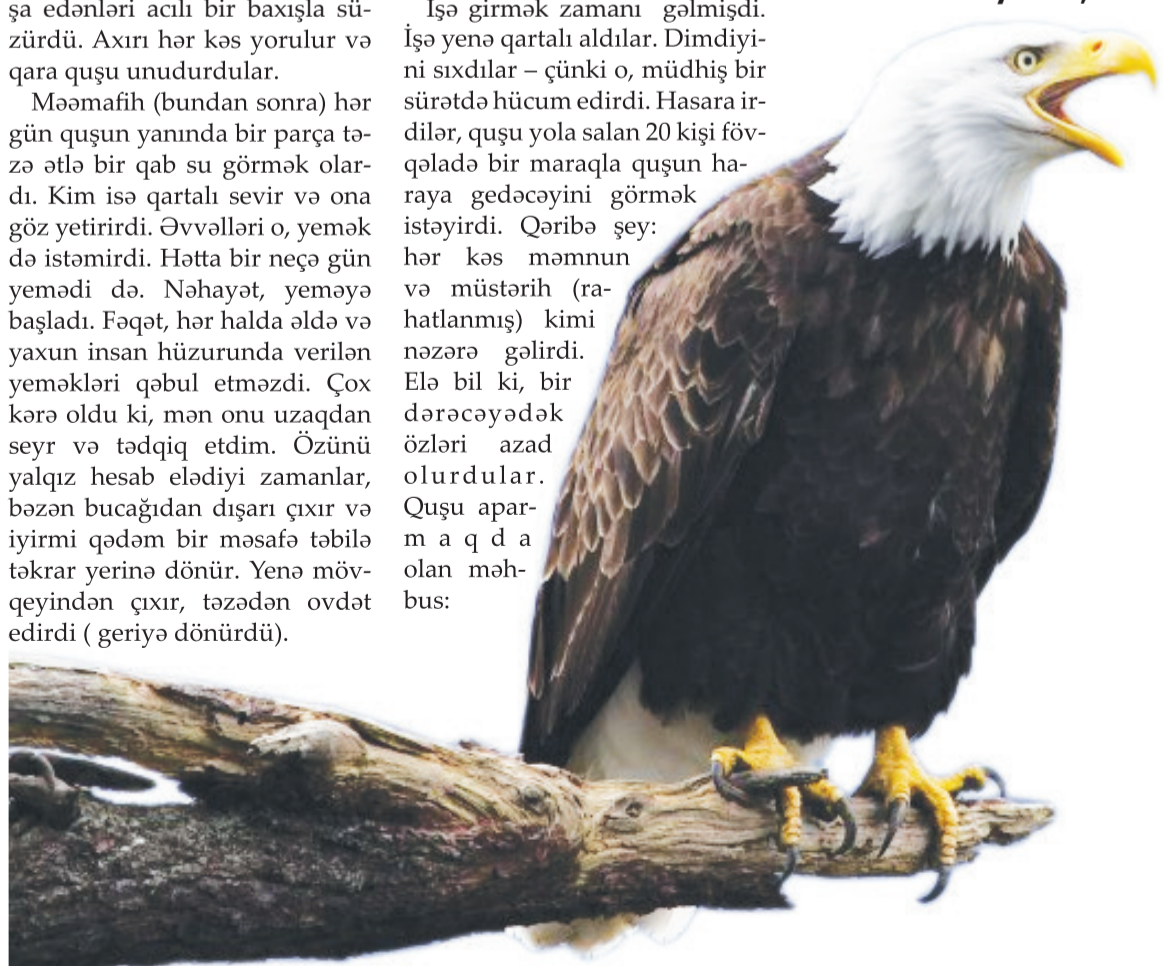 şa edənləri acılı bir baxışla sü-
zürdü. Axırı hər kəs yorulur və
qara quşu unudurdular.
Məəmafih (bundan sonra) hər
gün quşun yanında bir parça tə-
zə ətlə bir qab su görmək olar-
dı. Kim isə qartalı sevir və ona
göz yetirirdi. Əvvəlləri o, yemək
də istəmirdi. Hətta bir neçə gün
yemədi də. Nəhayət, yeməyə
başladı. Fəqət, hər halda əldə və
yaxun insan hüzurunda verilən
yeməkləri qəbul etməzdi. Çox
kərə oldu ki, mən onu uzaqdan
seyr və tədqiq etdim. Özünü
yalqız hesab elədiyi zamanlar,
bəzən bucağıdan dışarı çıxır və
iyirmi qədəm bir məsafə təbilə
təkrar yerinə dönür. Yenə möv-
qeyindən çıxır, təzədən ovdət
edirdi ( geriyə dönürdü).
İşə girmək zamanı gəlmişdi.
İşə yenə qartalı aldılar. Dimdiyi-
ni sıxdılar – çünki o, müdhiş bir
sürətdə hücum edirdi. Hasara ir-
dilər, quşu yola salan 20 kişi föv-
qəladə bir maraqla quşun ha-
raya gedəcəyini görmək
istəyirdi. Qəribə şey:
hər kəs məmnun
və müstərih (ra-
hatlanmış) kimi
nəzərə gəlirdi.
Elə bil ki, bir
dərəcəyədək
özləri azad
olurdular.
Quşu apar-
maqda
olan məh-
bus: